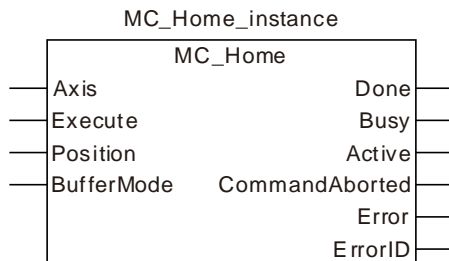 MC_Home_instance
MC_Home
Axis Done
Execute Busy
Position Active
BufferMode CommandAborted
Error
ErrorID